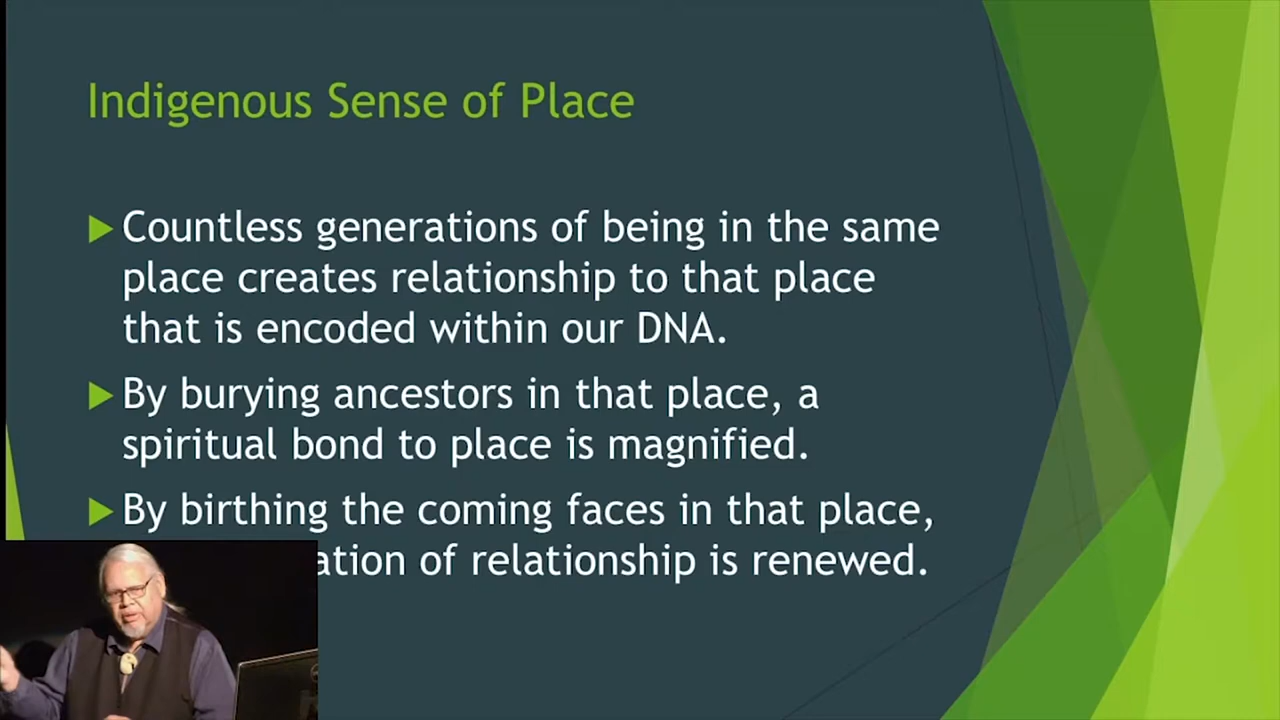 Indigenous Sense of Place
Countless generations of being in the same
place creates relationship to that place
that is encoded within our DNA.
By burying ancestors in that place, a
spiritual bond to place is magnified.
By birthing the coming faces in that place,
ation of relationship is renewed.